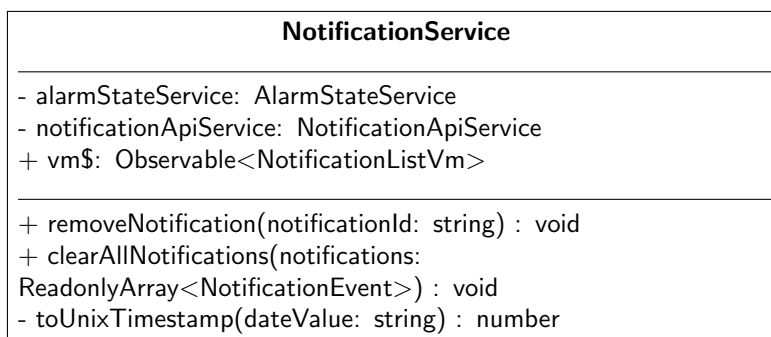 NotificationService
- alarmStateService: AlarmStateService
- notificationApiService: NotificationApiService
+ vm$: Observable<NotificationListVm>
+ removeNotification(notificationId: string) : void
+ clearAllNotifications(notifications:
ReadonlyArray<NotificationEvent>) : void
- toUnixTimestamp(dateValue: string) : number